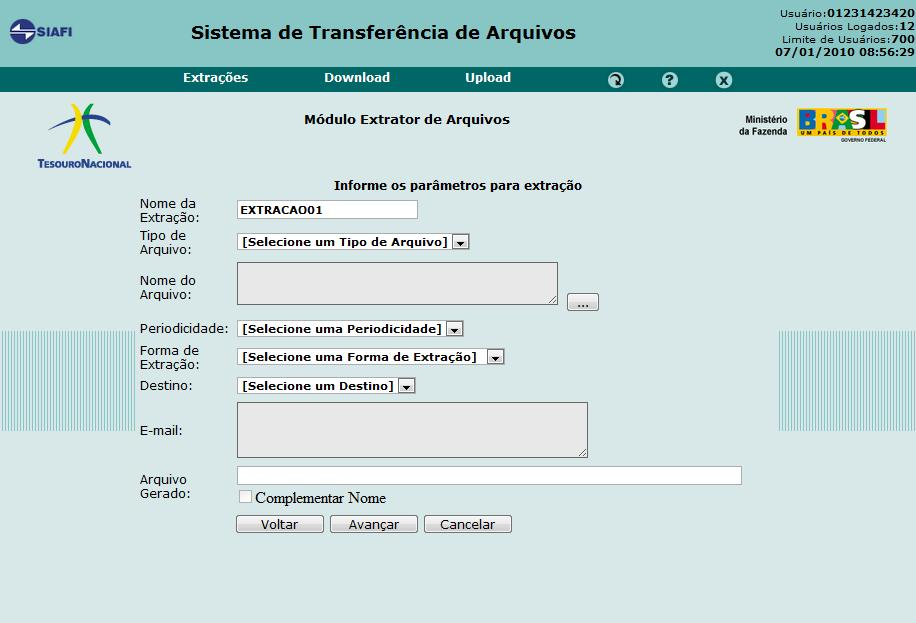 SIAFI
Sistema de Transferência de Arquivos
Usuário:01231423420
Usuários Logados:12
Limite de Usuários:700
07/01/2010 08:56:29
Extrações Download Upload ? X
TESOURONACIONAL
Módulo Extrator de Arquivos
Ministério
da Fazenda
BRASIL
UM PAÍS DE TODOS
GOVERNO FEDERAL
Informe os parâmetros para extração
Nome da
Extração:
EXTRACAO01
Tipo de
Arquivo:
[Selecione um Tipo de Arquivo]
Nome do
Arquivo:
...
Periodicidade: [Selecione uma Periodicidade]
Forma de
Extração:
[Selecione uma Forma de Extração]
Destino: [Selecione um Destino]
E-mail:
Arquivo
Gerado:
Complementar Nome
Voltar Avançar Cancelar